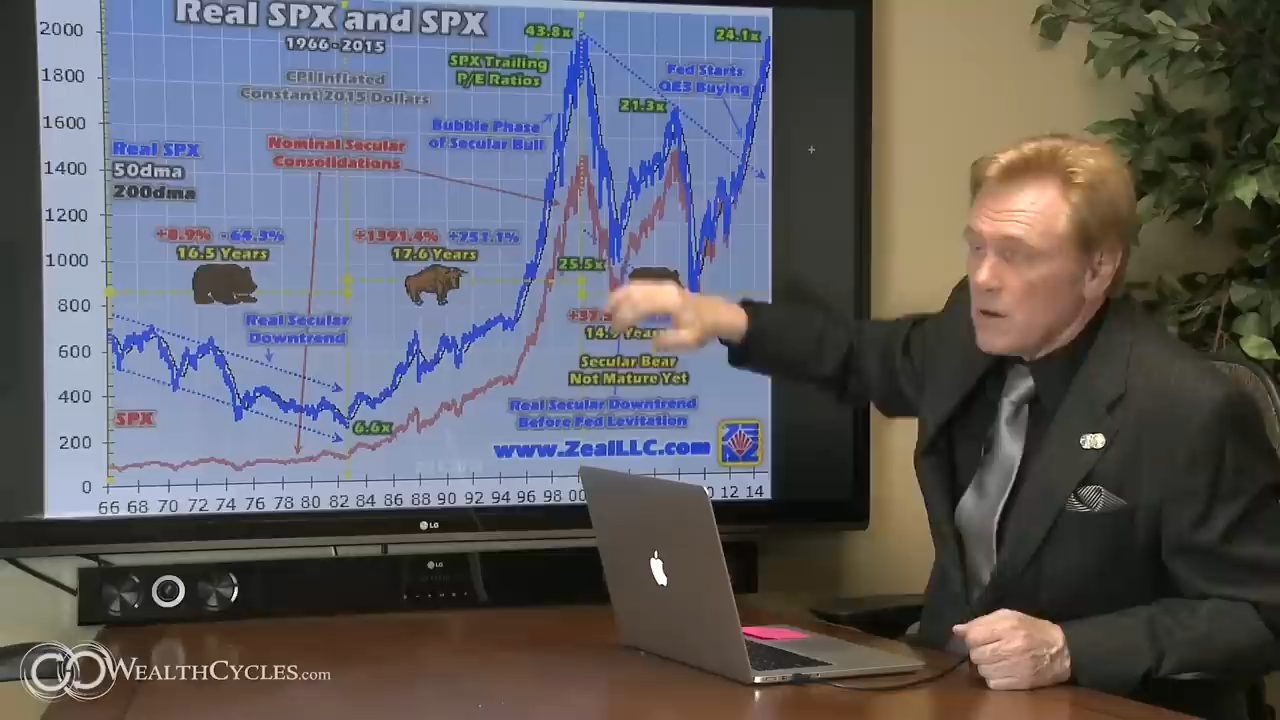 Real SPX and SPX
1966-2015
CPI Inflated
Constant 2015 Dollars
43.8x
SPX Trailing
P/E Ratios
24.1x
Fed Starts
QE3 Buying
21.3x
Bubble Phase
of Secular Bull
Nominal Secular
Consolidations
Real SPX
50dma
200dma
+8.9% -64.3%
16.5 Years
+1391.4% +751.1%
17.6 Years
25.5x
Real Secular
Downtrend
14.
Secular Bear
Not Mature Yet
Real Secular Downtrend
Before Fed Levitation
SPX
6.6x
www.ZealLLC.com
2000
1800
1600
1400
1200
1000
800
600
400
200
0
66 68 70 72 74 76 78 80 82 84 86 88 90 92 94 96 98 00 12 14
LG
LG
WEALTHCYCLES.com